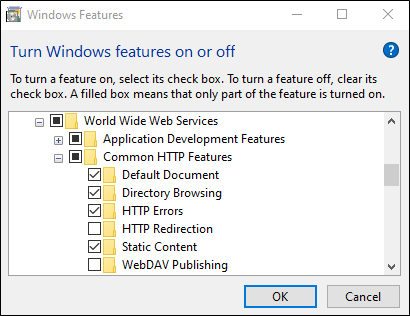 Windows Features
Turn Windows features on or off
?
To turn a feature on, select its check box. To turn a feature off, clear its
check box. A filled box means that only part of the feature is turned on.
World Wide Web Services
Application Development Features
Common HTTP Features
Default Document
Directory Browsing
HTTP Errors
HTTP Redirection
Static Content
WebDAV Publishing
OK
Cancel